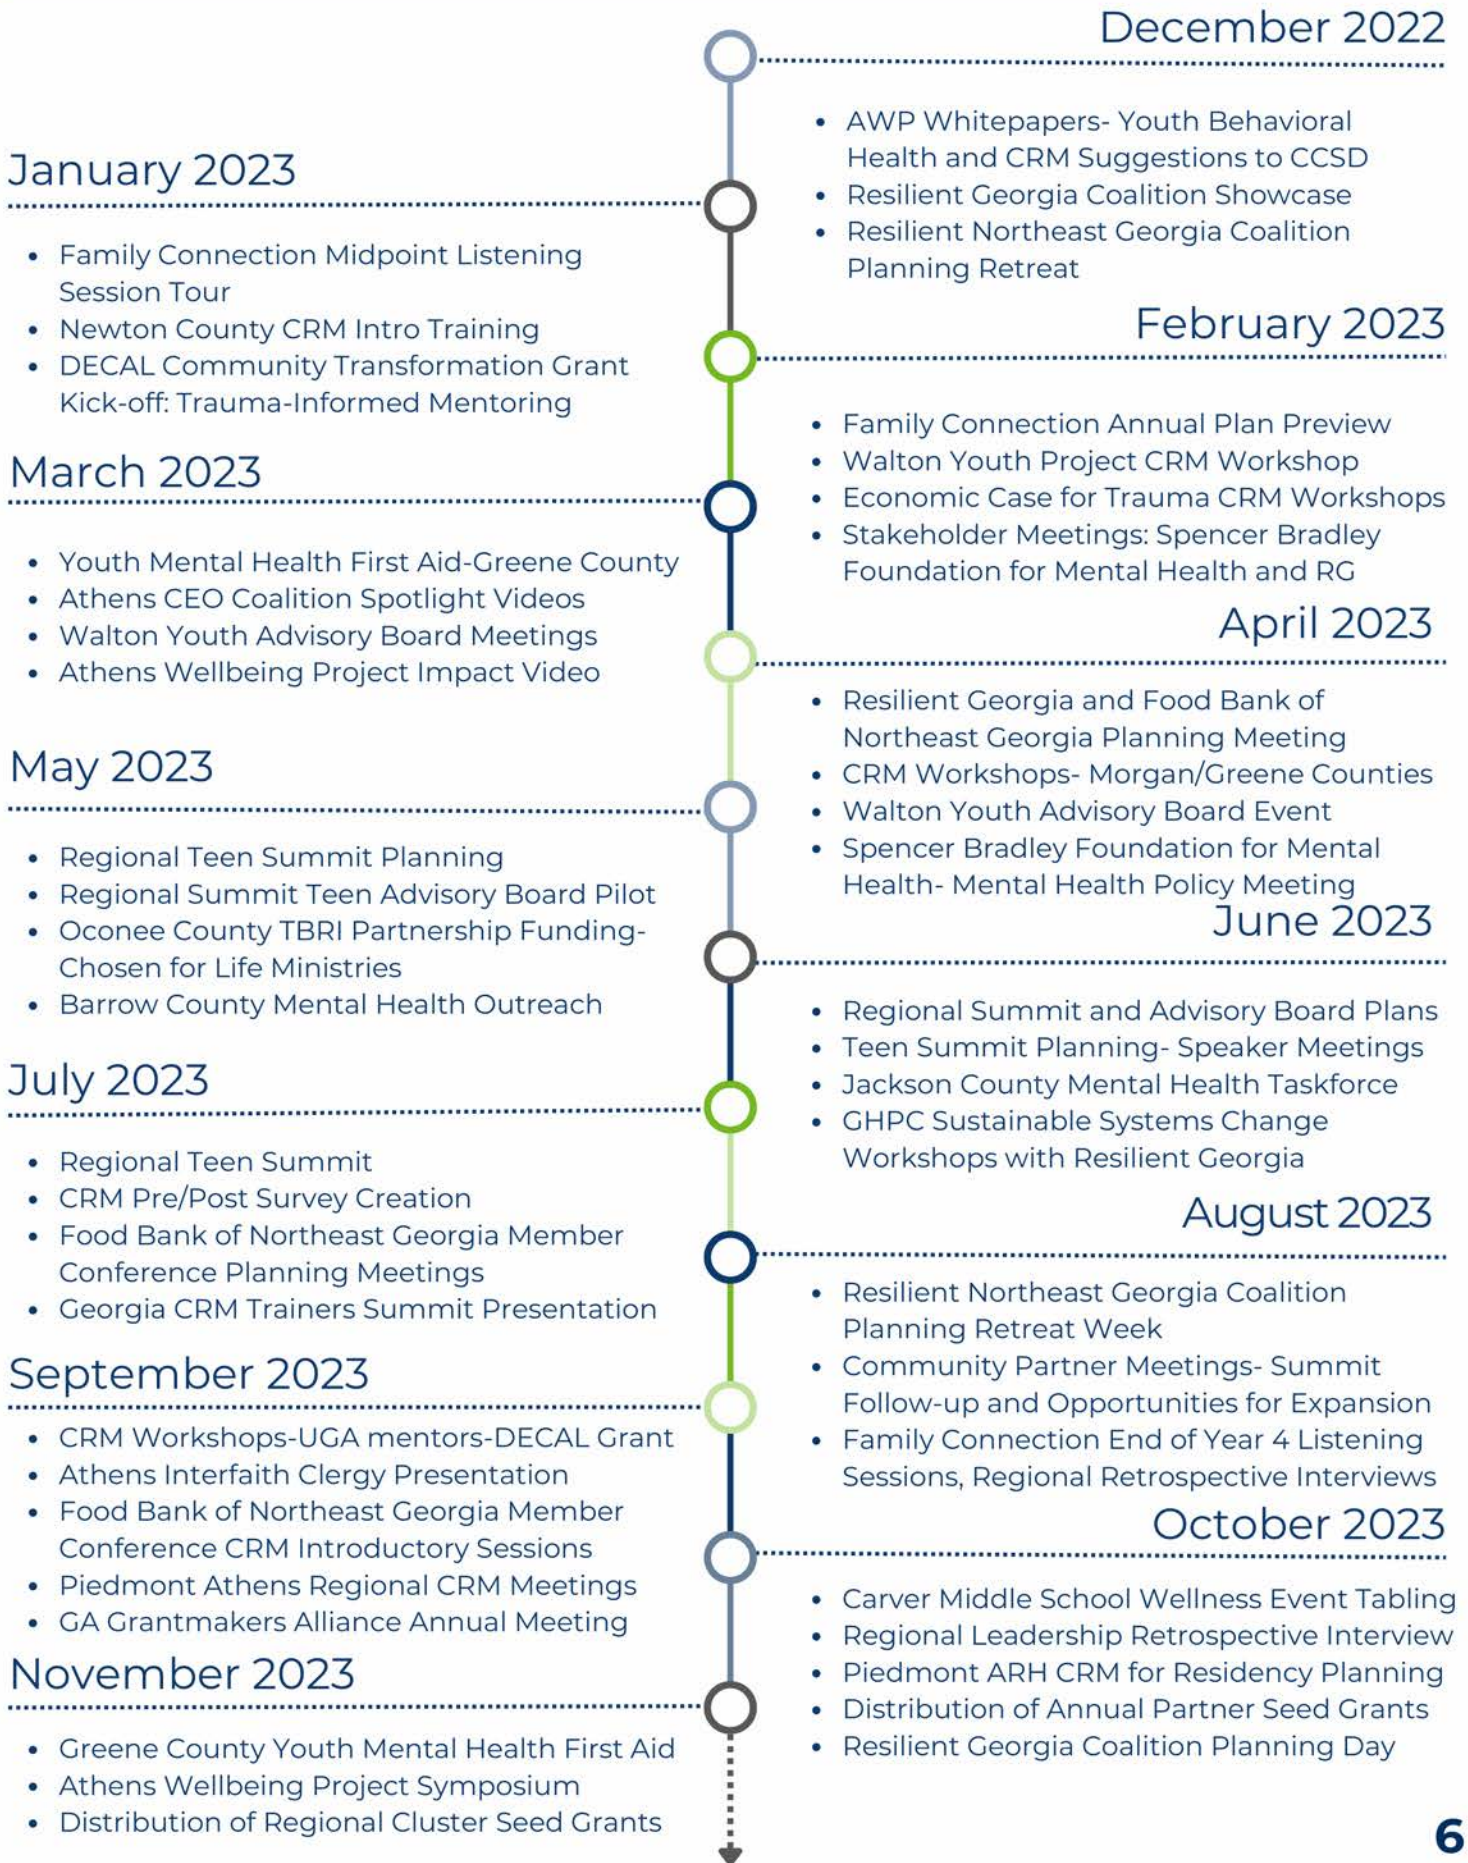 December 2022
• AWP Whitepapers- Youth Behavioral
Health and CRM Suggestions to CCSD
• Resilient Georgia Coalition Showcase
• Resilient Northeast Georgia Coalition
Planning Retreat
January 2023
• Family Connection Midpoint Listening
Session Tour
• Newton County CRM Intro Training
• DECAL Community Transformation Grant
Kick-off: Trauma-Informed Mentoring
February 2023
• Family Connection Annual Plan Preview
• Walton Youth Project CRM Workshop
• Economic Case for Trauma CRM Workshops
• Stakeholder Meetings: Spencer Bradley
Foundation for Mental Health and RG
March 2023
• Youth Mental Health First Aid-Greene County
• Athens CEO Coalition Spotlight Videos
• Walton Youth Advisory Board Meetings
• Athens Wellbeing Project Impact Video
April 2023
• Resilient Georgia and Food Bank of
Northeast Georgia Planning Meeting
• CRM Workshops- Morgan/Greene Counties
• Walton Youth Advisory Board Event
• Spencer Bradley Foundation for Mental
Health- Mental Health Policy Meeting
May 2023
• Regional Teen Summit Planning
• Regional Summit Teen Advisory Board Pilot
• Oconee County TBRI Partnership Funding-
Chosen for Life Ministries
• Barrow County Mental Health Outreach
June 2023
• Regional Summit and Advisory Board Plans
• Teen Summit Planning- Speaker Meetings
• Jackson County Mental Health Taskforce
• GHPC Sustainable Systems Change
Workshops with Resilient Georgia
July 2023
• Regional Teen Summit
• CRM Pre/Post Survey Creation
• Food Bank of Northeast Georgia Member
Conference Planning Meetings
• Georgia CRM Trainers Summit Presentation
August 2023
• Resilient Northeast Georgia Coalition
Planning Retreat Week
• Community Partner Meetings- Summit
Follow-up and Opportunities for Expansion
• Family Connection End of Year 4 Listening
Sessions, Regional Retrospective Interviews
September 2023
• CRM Workshops-UGA mentors-DECAL Grant
• Athens Interfaith Clergy Presentation
• Food Bank of Northeast Georgia Member
Conference CRM Introductory Sessions
• Piedmont Athens Regional CRM Meetings
• GA Grantmakers Alliance Annual Meeting
October 2023
• Carver Middle School Wellness Event Tabling
• Regional Leadership Retrospective Interview
• Piedmont ARH CRM for Residency Planning
• Distribution of Annual Partner Seed Grants
• Resilient Georgia Coalition Planning Day
November 2023
• Greene County Youth Mental Health First Aid
• Athens Wellbeing Project Symposium
• Distribution of Regional Cluster Seed Grants
6